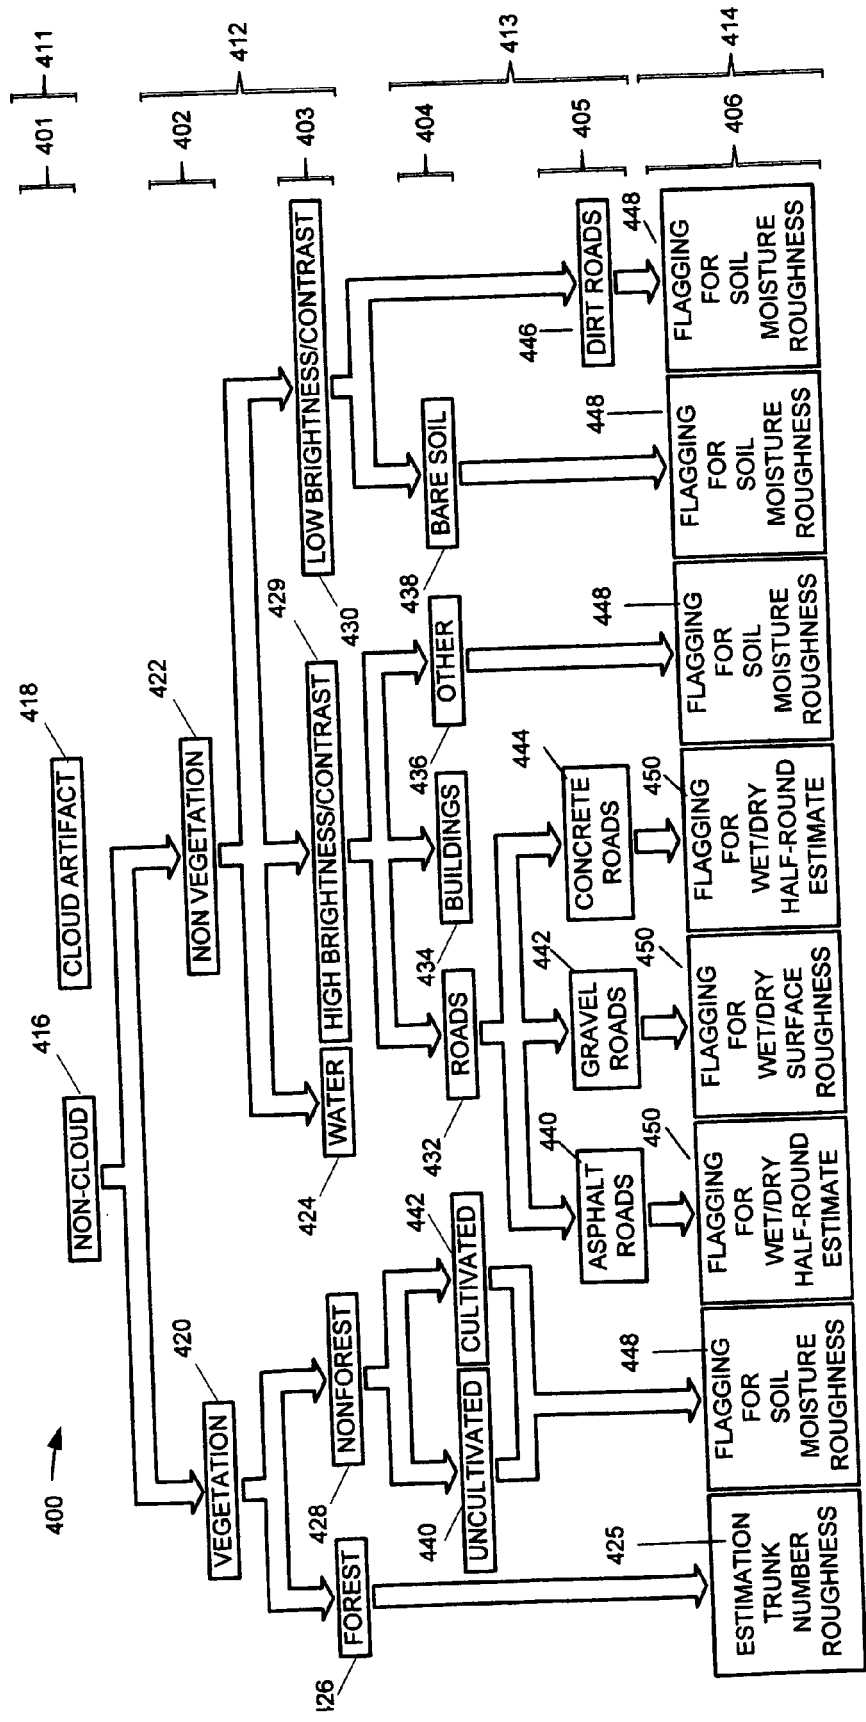 400
NON-CLOUD
416
CLOUD ARTIFACT
418
401
411
VEGETATION
420
NON VEGETATION
422
402
412
FOREST
426
NONFOREST
428
WATER
424
HIGH BRIGHTNESS/CONTRAST
429
LOW BRIGHTNESS/CONTRAST
430
403
UNCULTIVATED
440
CULTIVATED
442
ROADS
432
BUILDINGS
434
OTHER
436
BARE SOIL
438
404
413
ASPHALT
ROADS
440
GRAVEL
ROADS
442
CONCRETE
ROADS
444
DIRT ROADS
446
405
ESTIMATION
TRUNK
NUMBER
ROUGHNESS
425
FLAGGING
FOR
SOIL
MOISTURE
ROUGHNESS
448
FLAGGING
FOR
WET/DRY
HALF-ROUND
ESTIMATE
450
FLAGGING
FOR
WET/DRY
SURFACE
ROUGHNESS
450
FLAGGING
FOR
WET/DRY
HALF-ROUND
ESTIMATE
450
FLAGGING
FOR
SOIL
MOISTURE
ROUGHNESS
448
FLAGGING
FOR
SOIL
MOISTURE
ROUGHNESS
448
FLAGGING
FOR
SOIL
MOISTURE
ROUGHNESS
448
406
414